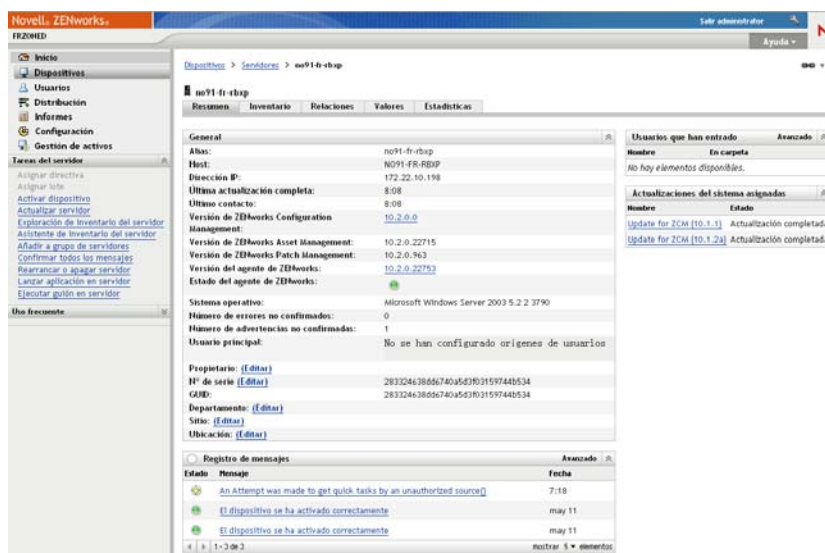 Novell® ZENworks®
Salir administrator
FRZONED
Ayuda
Inicio
Dispositivos
Usuarios
Distribución
Informes
Configuración
Gestión de activos
Tareas del servidor
Asignar directiva
Asignar lote
Activar dispositivo
Actualizar servidor
Exploración de inventario del servidor
Asistente de inventario del servidor
Añadir a grupo de servidores
Confirmar todos los mensajes
Rearrancar o apagar servidor
Lanzar aplicación en servidor
Ejecutar guión en servidor
Uso frecuente
Dispositivos > Servidores > no91-fr-rbxp
no91-fr-rbxp
Resumen Inventario Relaciones Valores Estadísticas
General
Alias: no91-fr-rbxp
Host: NO91-FR-RBXP
Dirección IP: 172.22.10.198
Última actualización completa: 8:08
Último contacto: 8:08
Versión de ZENworks Configuration Management: 10.2.0.0
Versión de ZENworks Asset Management: 10.2.0.22715
Versión de ZENworks Patch Management: 10.2.0.963
Versión del agente de ZENworks: 10.2.0.22753
Estado del agente de ZENworks:
Sistema operativo: Microsoft Windows Server 2003 5.2 2 3790
Número de errores no confirmados: 0
Número de advertencias no confirmadas: 1
Usuario principal: No se han configurado orígenes de usuarios
Propietario: (Editar)
Nº de serie (Editar) 283324638dd6740a5d3f03159744b534
GUID: 283324638dd6740a5d3f03159744b534
Departamento: (Editar)
Sitio: (Editar)
Ubicación: (Editar)
Registro de mensajes Avanzado
Estado Mensaje Fecha
An Attempt was made to get quick tasks by an unauthorized source() 7:18
El dispositivo se ha activado correctamente may 11
El dispositivo se ha activado correctamente may 11
1 - 3 de 3 mostrar 5 elementos
Usuarios que han entrado Avanzado
Nombre En carpeta
No hay elementos disponibles.
Actualizaciones del sistema asignadas
Nombre Estado
Update for ZCM (10.1.1) Actualización completad
Update for ZCM (10.1.2a) Actualización completad